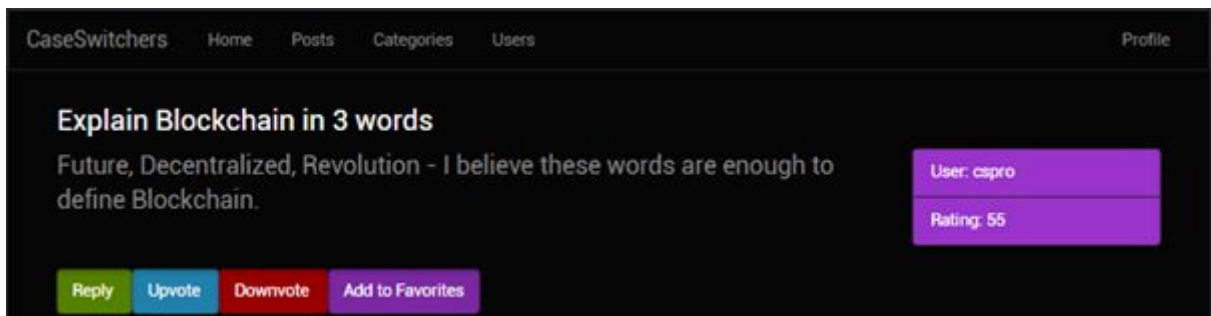 CaseSwitchers Home Posts Categories Users Profile
Explain Blockchain in 3 words
Future, Decentralized, Revolution - I believe these words are enough to
define Blockchain.
User: cspro
Rating: 55
Reply Upvote Downvote Add to Favorites